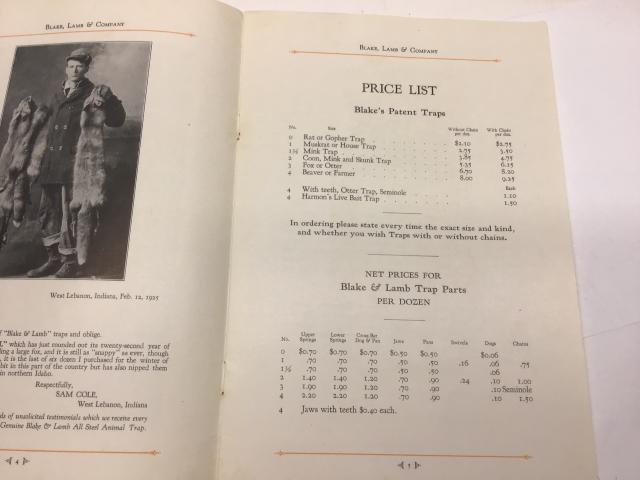 BLAKE, LAMB & COMPANY
West Lebanon, Indiana, Feb. 12, 1925
of "Blake & Lamb" traps and oblige.
" which has just rounded out its twenty-second year of
a large fox, and it is still as "snappy" as ever, though
it is the last of six dozen I purchased for the winter of
bit in this part of the country but has also nipped them
in northern Idaho.
Respectfully,
SAM COLE,
West Lebanon, Indiana
of unsolicited testimonials which we receive every
Genuine Blake & Lamb All Steel Animal Trap.
4
BLAKE, LAMB & COMPANY
PRICE LIST
Blake's Patent Traps
No. Size Without Chain per doz. With Chain per doz.
0 Rat or Gopher Trap $2.10 $2.75
1 Muskrat or House Trap 2.75 3.50
1½ Mink Trap 3.85 4.75
2 Coon, Mink and Skunk Trap 5.35 6.15
3 Fox or Otter 6.70 8.20
4 Beaver or Farmer 8.00 9.25
Each
4 With teeth, Otter Trap, Seminole 1.10
4 Harmon's Live Bait Trap 1.50
In ordering please state every time the exact size and kind,
and whether you wish Traps with or without chains.
NET PRICES FOR
Blake & Lamb Trap Parts
PER DOZEN
No. Upper Springs Lower Springs Cross Bar Dog & Pan Jaws Pans Swivels Dogs Chains
0 $0.70 $0.70 $0.70 $0.50 $0.50 $0.06
1 .70 .70 .70 .50 .50 .16 .06 .75
1½ .70 .70 .70 .50 .50 .06
2 1.40 1.40 1.20 .70 .90 .24 .10 1.00
3 1.90 1.90 1.20 .70 .90 .10 Seminole
4 2.20 2.20 1.20 .70 .90 .10 1.50
4 Jaws with teeth $0.40 each.
5